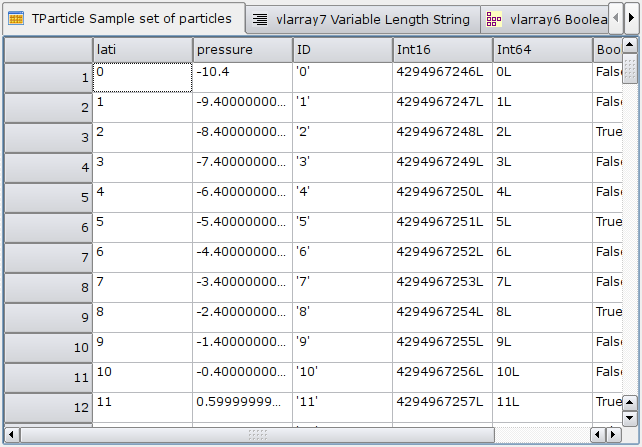 TParticle Sample set of particles vlarray7 Variable Length String vlarray6 Boolea
lati pressure ID Int16 Int64 Boo
1 0 -10.4 '0' 4294967246L 0L False
2 1 -9.40000000... '1' 4294967247L 1L False
3 2 -8.40000000... '2' 4294967248L 2L True
4 3 -7.40000000... '3' 4294967249L 3L False
5 4 -6.40000000... '4' 4294967250L 4L False
6 5 -5.40000000... '5' 4294967251L 5L True
7 6 -4.40000000... '6' 4294967252L 6L False
8 7 -3.40000000... '7' 4294967253L 7L False
9 8 -2.40000000... '8' 4294967254L 8L True
10 9 -1.40000000... '9' 4294967255L 9L False
11 10 -0.40000000... '10' 4294967256L 10L False
12 11 0.59999999... '11' 4294967257L 11L True